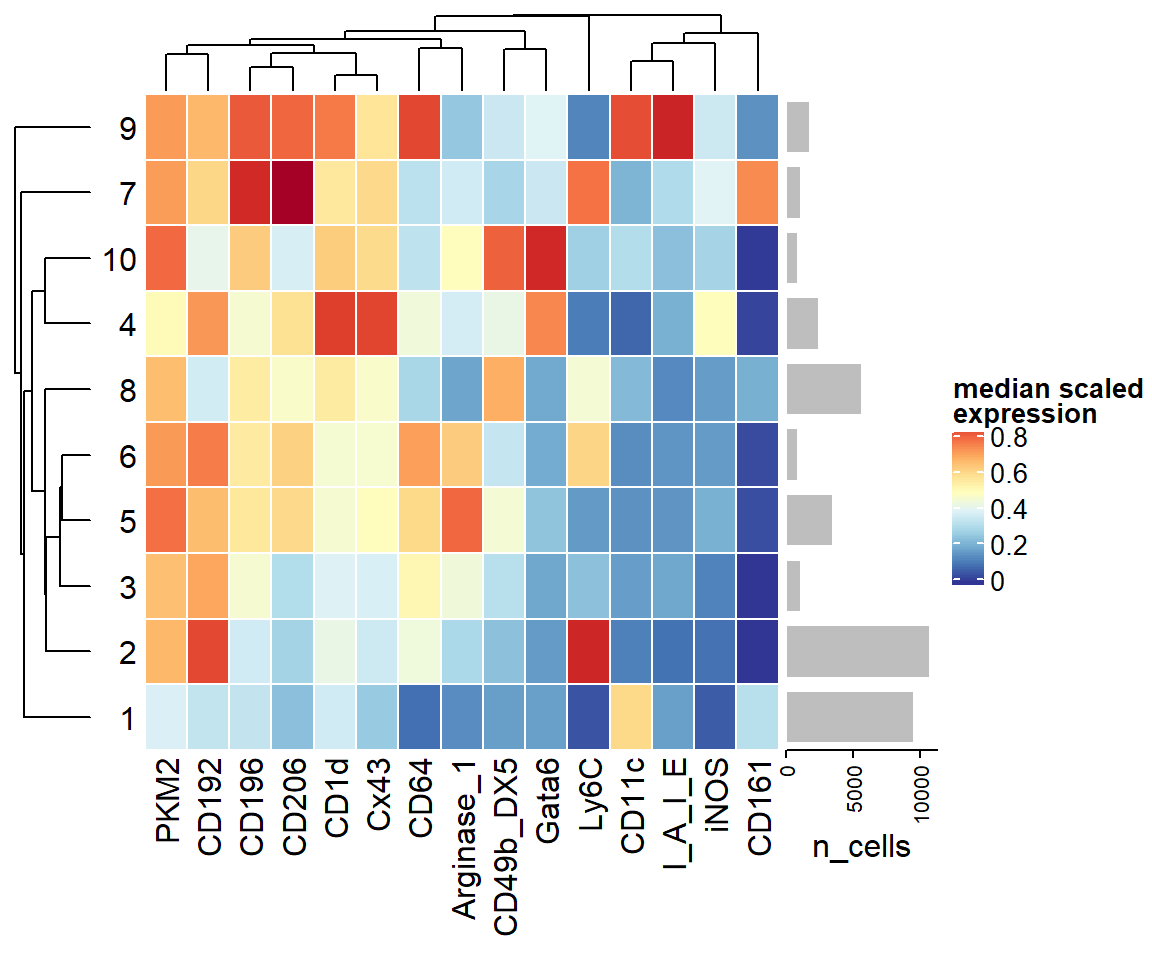 9
7
10
4
8
6
5
3
2
1
PKM2
CD192
CD196
CD206
CD1d
Cx43
CD64
Arginase_1
CD49b_DX5
Gata6
Ly6C
CD11c
I_A_I_E
iNOS
CD161
0
5000
10000
n_cells
median scaled
expression
0.8
0.6
0.4
0.2
0